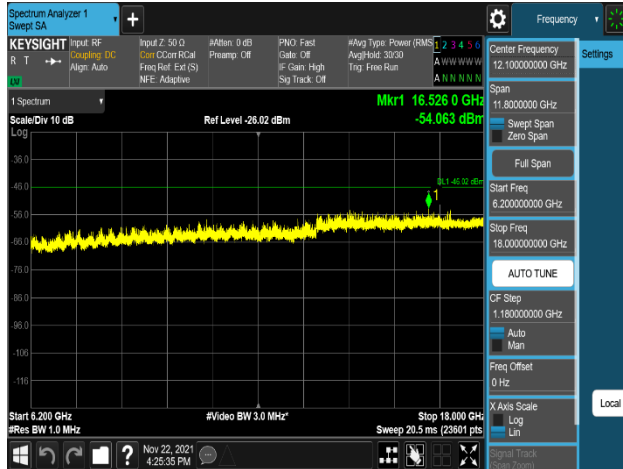 Spectrum Analyzer 1
Swept SA
Frequency
KEYSIGHT
R T
LV
Input: RF
Coupling: DC
Align: Auto
Input Z: 50 Ω
Corr CCorr RCal
Freq Ref: Ext (S)
NFE: Adaptive
#Atten: 0 dB
Preamp: Off
PNO: Fast
Gate: Off
IF Gain: High
Sig Track: Off
#Avg Type: Power (RMS
Avg|Hold: 30/30
Trig: Free Run
1 2 3 4 5 6
A W W W W W
A N N N N N
1 Spectrum
Scale/Div 10 dB
Log
Ref Level -26.02 dBm
Mkr1 16.526 0 GHz
-54.063 dBm
DL1 -46.02 dBm
1
-36.0
-46.0
-56.0
-66.0
-76.0
-86.0
-96.0
-106
-116
Start 6.200 GHz
#Res BW 1.0 MHz
#Video BW 3.0 MHz*
Stop 18.000 GHz
Sweep 20.5 ms (23601 pts
Nov 22, 2021
4:25:35 PM
?
Center Frequency
12.100000000 GHz
Span
11.8000000 GHz
Swept Span
Zero Span
Full Span
Start Freq
6.200000000 GHz
Stop Freq
18.000000000 GHz
AUTO TUNE
CF Step
1.180000000 GHz
Auto
Man
Freq Offset
0 Hz
X Axis Scale
Log
Lin
Signal Track
(Span Zoom)
Settings
Local